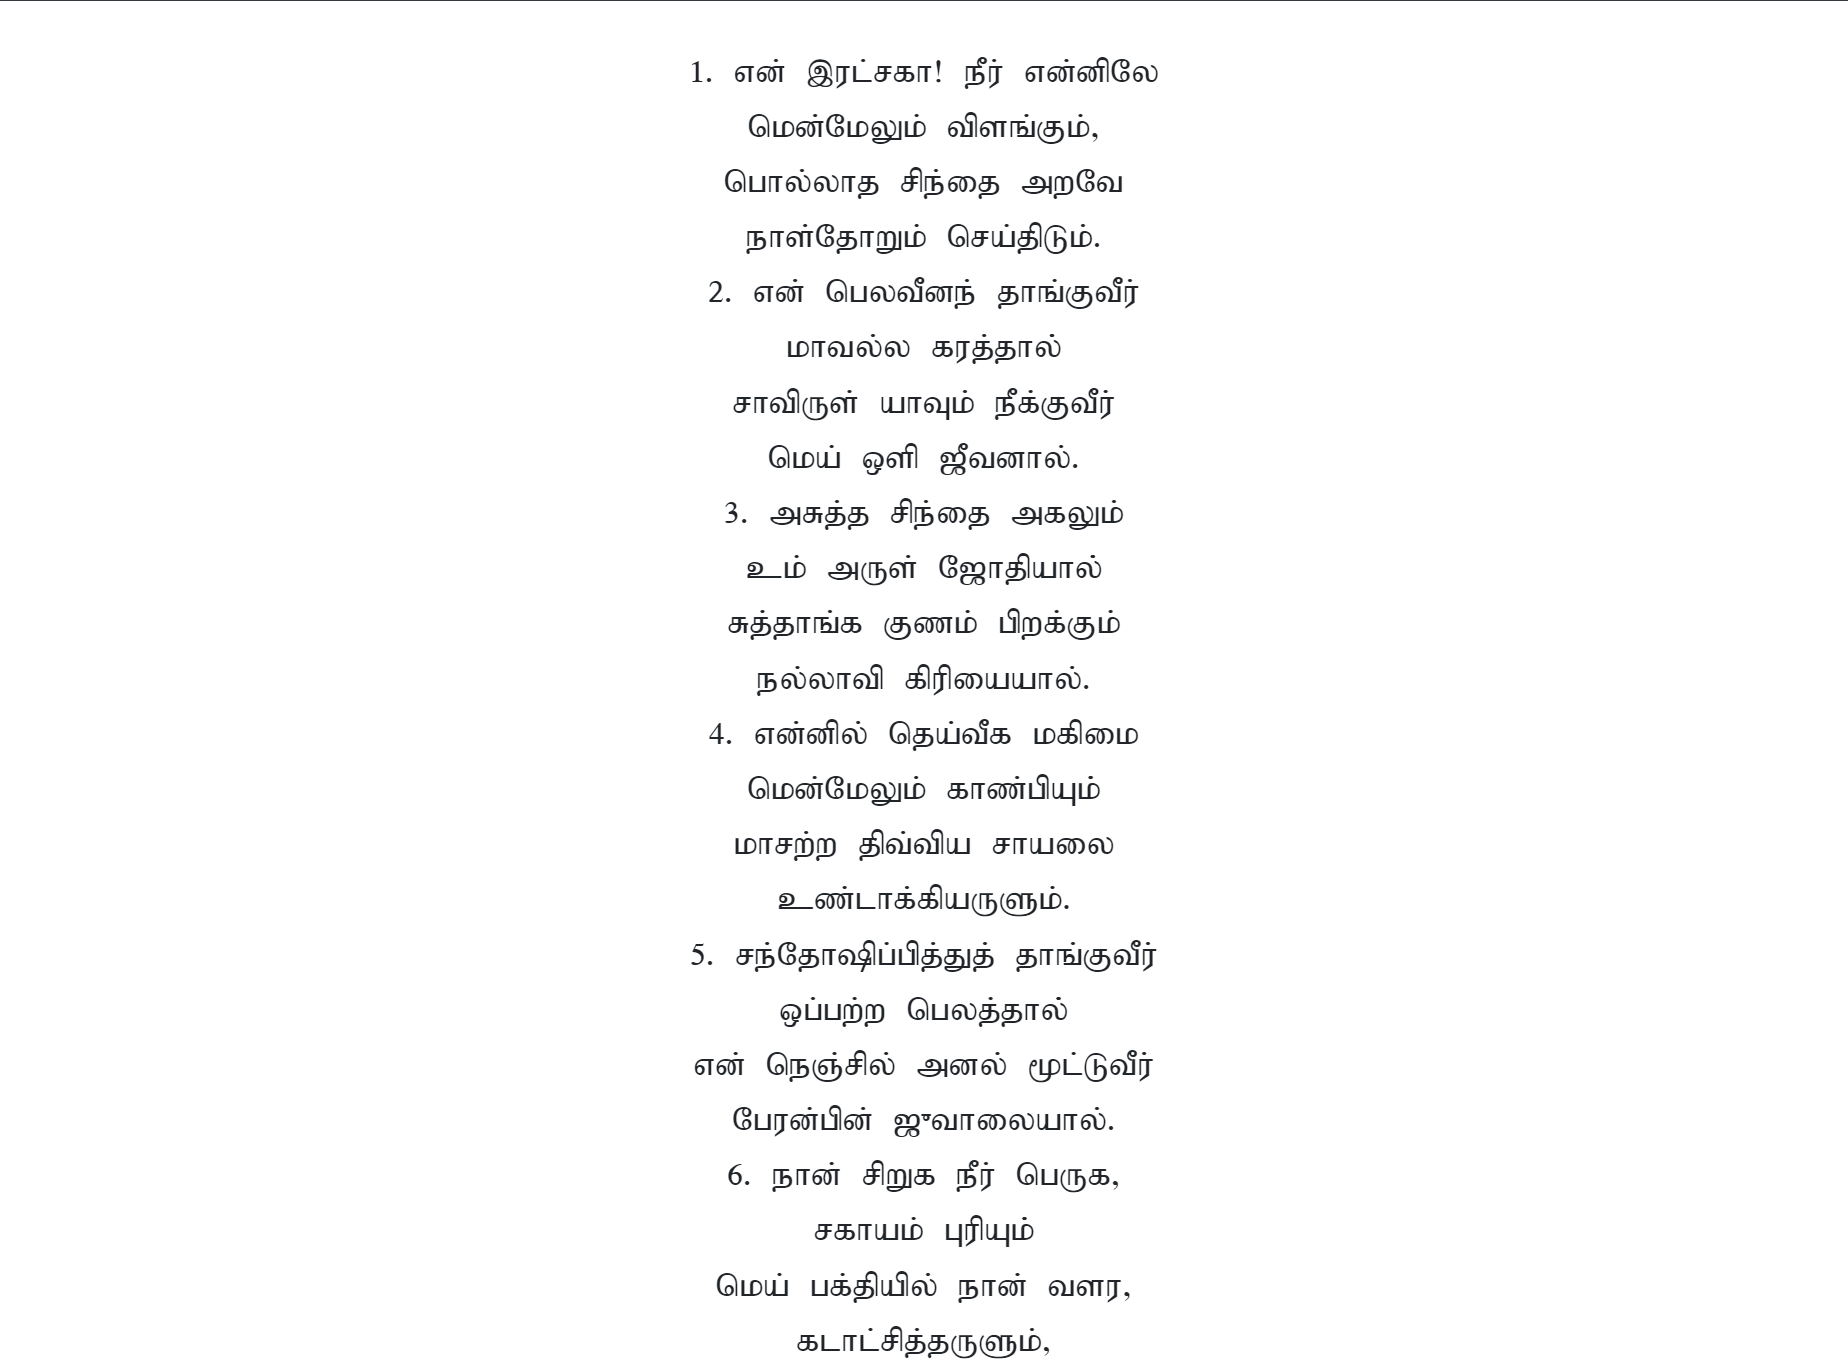 1. என் இரட்சகா! நீர் என்னிலே
மென்மேலும் விளங்கும்,
பொல்லாத சிந்தை அறவே
நாள்தோறும் செய்திடும்.
2. என் பெலவீனந் தாங்குவீர்
மாவல்ல கரத்தால்
சாவிருள் யாவும் நீக்குவீர்
மெய் ஒளி ஜீவனால்.
3. அசுத்த சிந்தை அகலும்
உம் அருள் ஜோதியால்
சுத்தாங்க குணம் பிறக்கும்
நல்லாவி கிரியையால்.
4. என்னில் தெய்வீக மகிமை
மென்மேலும் காண்பியும்
மாசற்ற திவ்விய சாயலை
உண்டாக்கியருளும்.
5. சந்தோஷிப்பித்துத் தாங்குவீர்
ஒப்பற்ற பெலத்தால்
என் நெஞ்சில் அனல் மூட்டுவீர்
பேரன்பின் ஜுவாலையால்.
6. நான் சிறுக நீர் பெருக,
சகாயம் புரியும்
மெய் பக்தியில் நான் வளர,
கடாட்சித்தருளும்,